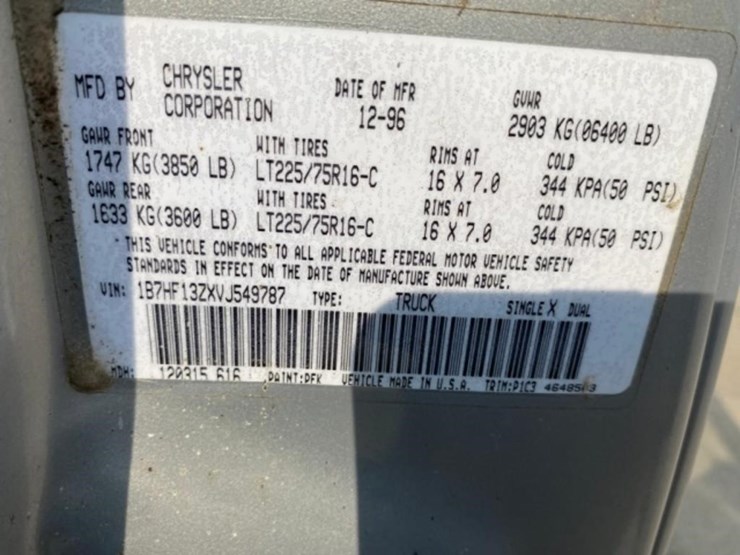 MFD BY CHRYSLER CORPORATION DATE OF MFR 12-96 GVWR 2903 KG(06400 LB)
GAWR FRONT WITH TIRES RIMS AT COLD
1747 KG(3850 LB) LT225/75R16-C 16 X 7.0 344 KPA(50 PSI)
GAWR REAR WITH TIRES RIMS AT COLD
1633 KG(3600 LB) LT225/75R16-C 16 X 7.0 344 KPA(50 PSI)
THIS VEHICLE CONFORMS TO ALL APPLICABLE FEDERAL MOTOR VEHICLE SAFETY
STANDARDS IN EFFECT ON THE DATE OF MANUFACTURE SHOWN ABOVE.
VIN: 1B7HF13ZXVJ549787 TYPE: TRUCK SINGLE X DUAL
MDH: 120315 616 PAINT:PFK VEHICLE MADE IN U.S.A. TRIM:P1C3